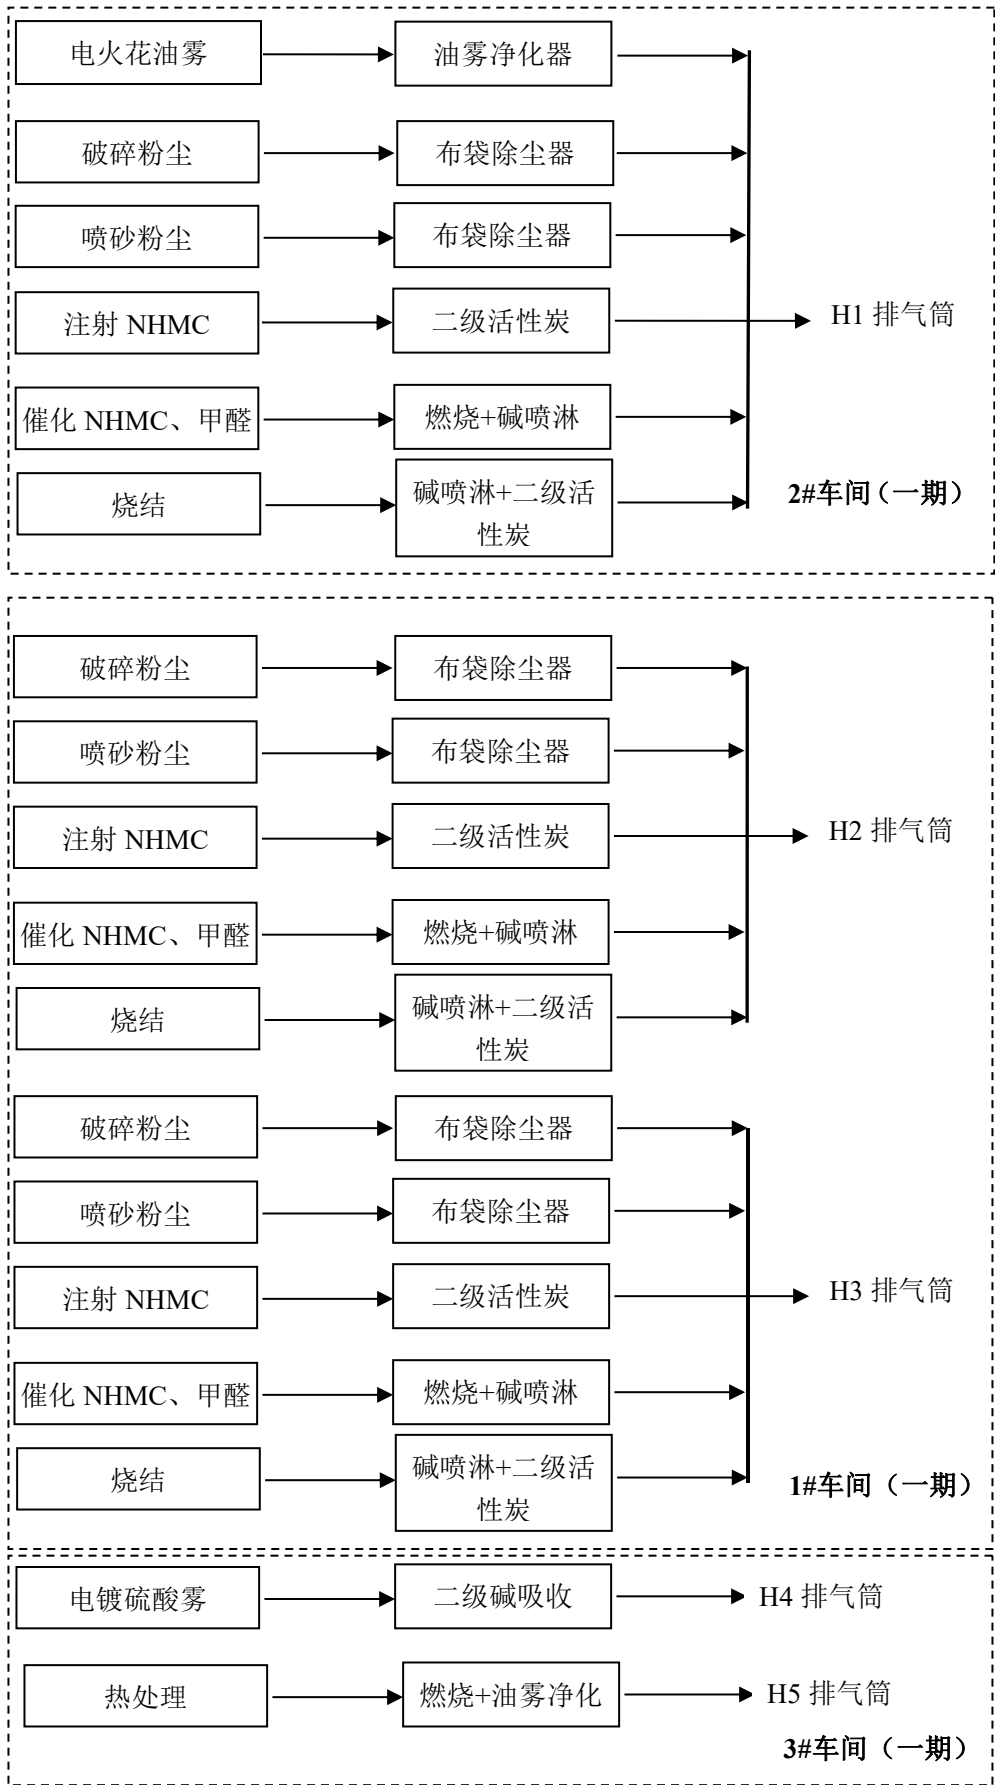 电火花油雾
油雾净化器
破碎粉尘
布袋除尘器
喷砂粉尘
布袋除尘器
注射 NHMC
二级活性炭
H1 排气筒
催化 NHMC、甲醛
燃烧+碱喷淋
烧结
碱喷淋+二级活
性炭
2#车间（一期）
破碎粉尘
布袋除尘器
喷砂粉尘
布袋除尘器
注射 NHMC
二级活性炭
H2 排气筒
催化 NHMC、甲醛
燃烧+碱喷淋
烧结
碱喷淋+二级活
性炭
破碎粉尘
布袋除尘器
喷砂粉尘
布袋除尘器
注射 NHMC
二级活性炭
H3 排气筒
催化 NHMC、甲醛
燃烧+碱喷淋
烧结
碱喷淋+二级活
性炭
1#车间（一期）
电镀硫酸雾
二级碱吸收
H4 排气筒
热处理
燃烧+油雾净化
H5 排气筒
3#车间（一期）